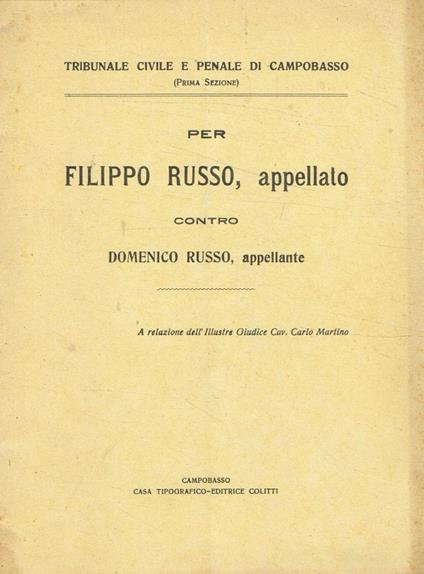 TRIBUNALE CIVILE E PENALE DI CAMPOBASSO
(PRIMA SEZIONE)
PER
FILIPPO RUSSO, appellato
CONTRO
DOMENICO RUSSO, appellante
A relazione dell'Illustre Giudice Cav. Carlo Martino
CAMPOBASSO
CASA TIPOGRAFICO-EDITRICE COLITTI